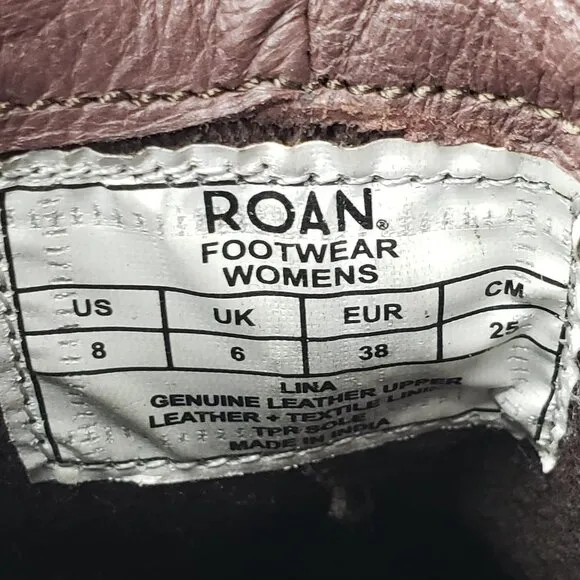 ROAN®
FOOTWEAR
WOMENS
US UK EUR CM
8 6 38 25
LINA
GENUINE LEATHER UPPER
LEATHER + TEXTILE
TPR SOLE
MADE IN INDIA